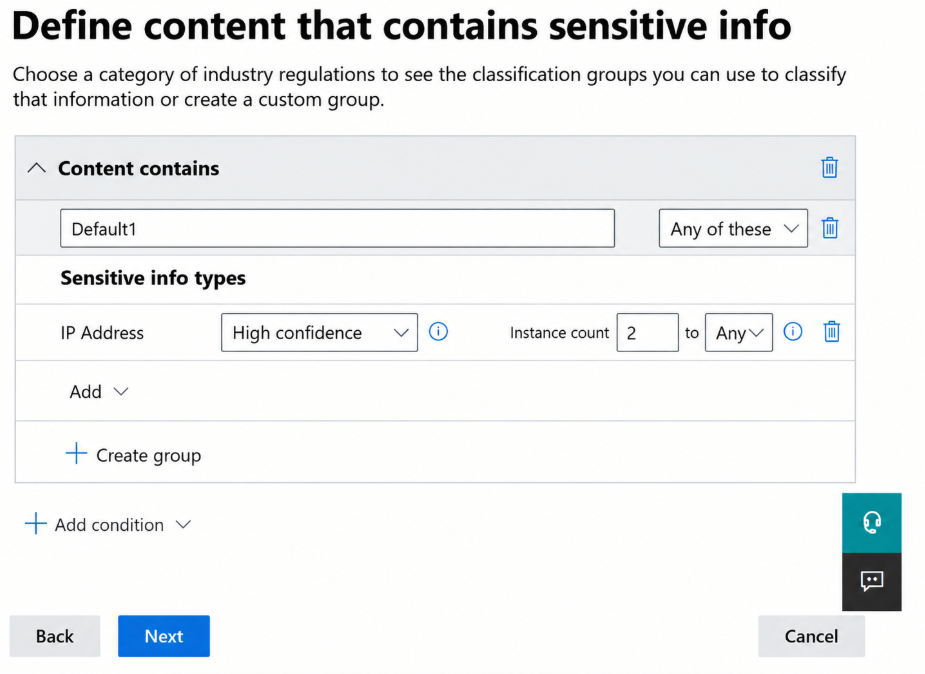 Define content that contains sensitive info
Choose a category of industry regulations to see the classification groups you can use to classify
that information or create a custom group.
Content contains
Default1 Any of these
Sensitive info types
IP Address High confidence Instance count 2 to Any
Add
Create group
Add condition
Back Next Cancel